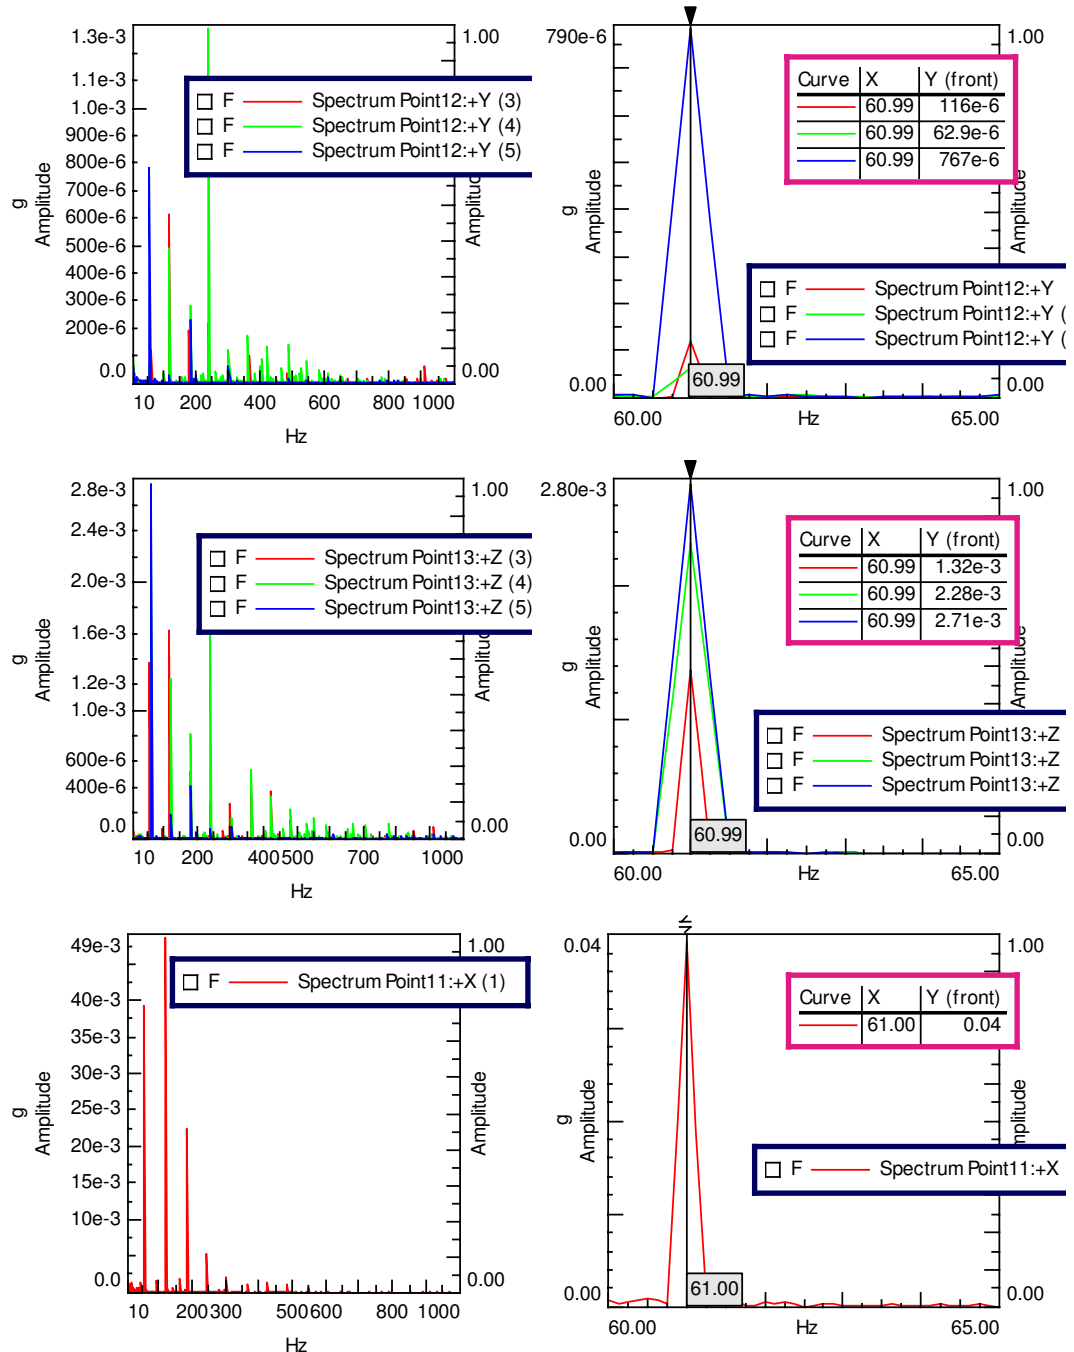 1.3e-3
1.1e-3
1.0e-3
900e-6
800e-6
700e-6
600e-6
500e-6
400e-6
300e-6
200e-6
0.0
g
Amplitude
1.00
0.00
Amplitude
F Spectrum Point12:+Y (3)
F Spectrum Point12:+Y (4)
F Spectrum Point12:+Y (5)
10 200 400 600 800 1000
Hz
790e-6
0.00
g
Amplitude
1.00
0.00
Amplitude
Curve X Y (front)
60.99 116e-6
60.99 62.9e-6
60.99 767e-6
F Spectrum Point12:+Y
F Spectrum Point12:+Y (
F Spectrum Point12:+Y (
60.99
60.00 Hz 65.00
2.8e-3
2.4e-3
2.0e-3
1.6e-3
1.2e-3
1.0e-3
800e-6
600e-6
400e-6
0.0
g
Amplitude
1.00
0.00
Amplitude
F Spectrum Point13:+Z (3)
F Spectrum Point13:+Z (4)
F Spectrum Point13:+Z (5)
10 200 400 500 700 1000
Hz
2.80e-3
0.00
g
Amplitude
1.00
0.00
Amplitude
Curve X Y (front)
60.99 1.32e-3
60.99 2.28e-3
60.99 2.71e-3
F Spectrum Point13:+Z
F Spectrum Point13:+Z
F Spectrum Point13:+Z
60.99
60.00 Hz 65.00
49e-3
40e-3
35e-3
30e-3
25e-3
20e-3
15e-3
10e-3
0.0
g
Amplitude
1.00
0.00
Amplitude
F Spectrum Point11:+X (1)
10 200 300 500 600 800 1000
Hz
0.04
0.00
g
Amplitude
1.00
0.00
Amplitude
Curve X Y (front)
61.00 0.04
F Spectrum Point11:+X
61.00
60.00 Hz 65.00